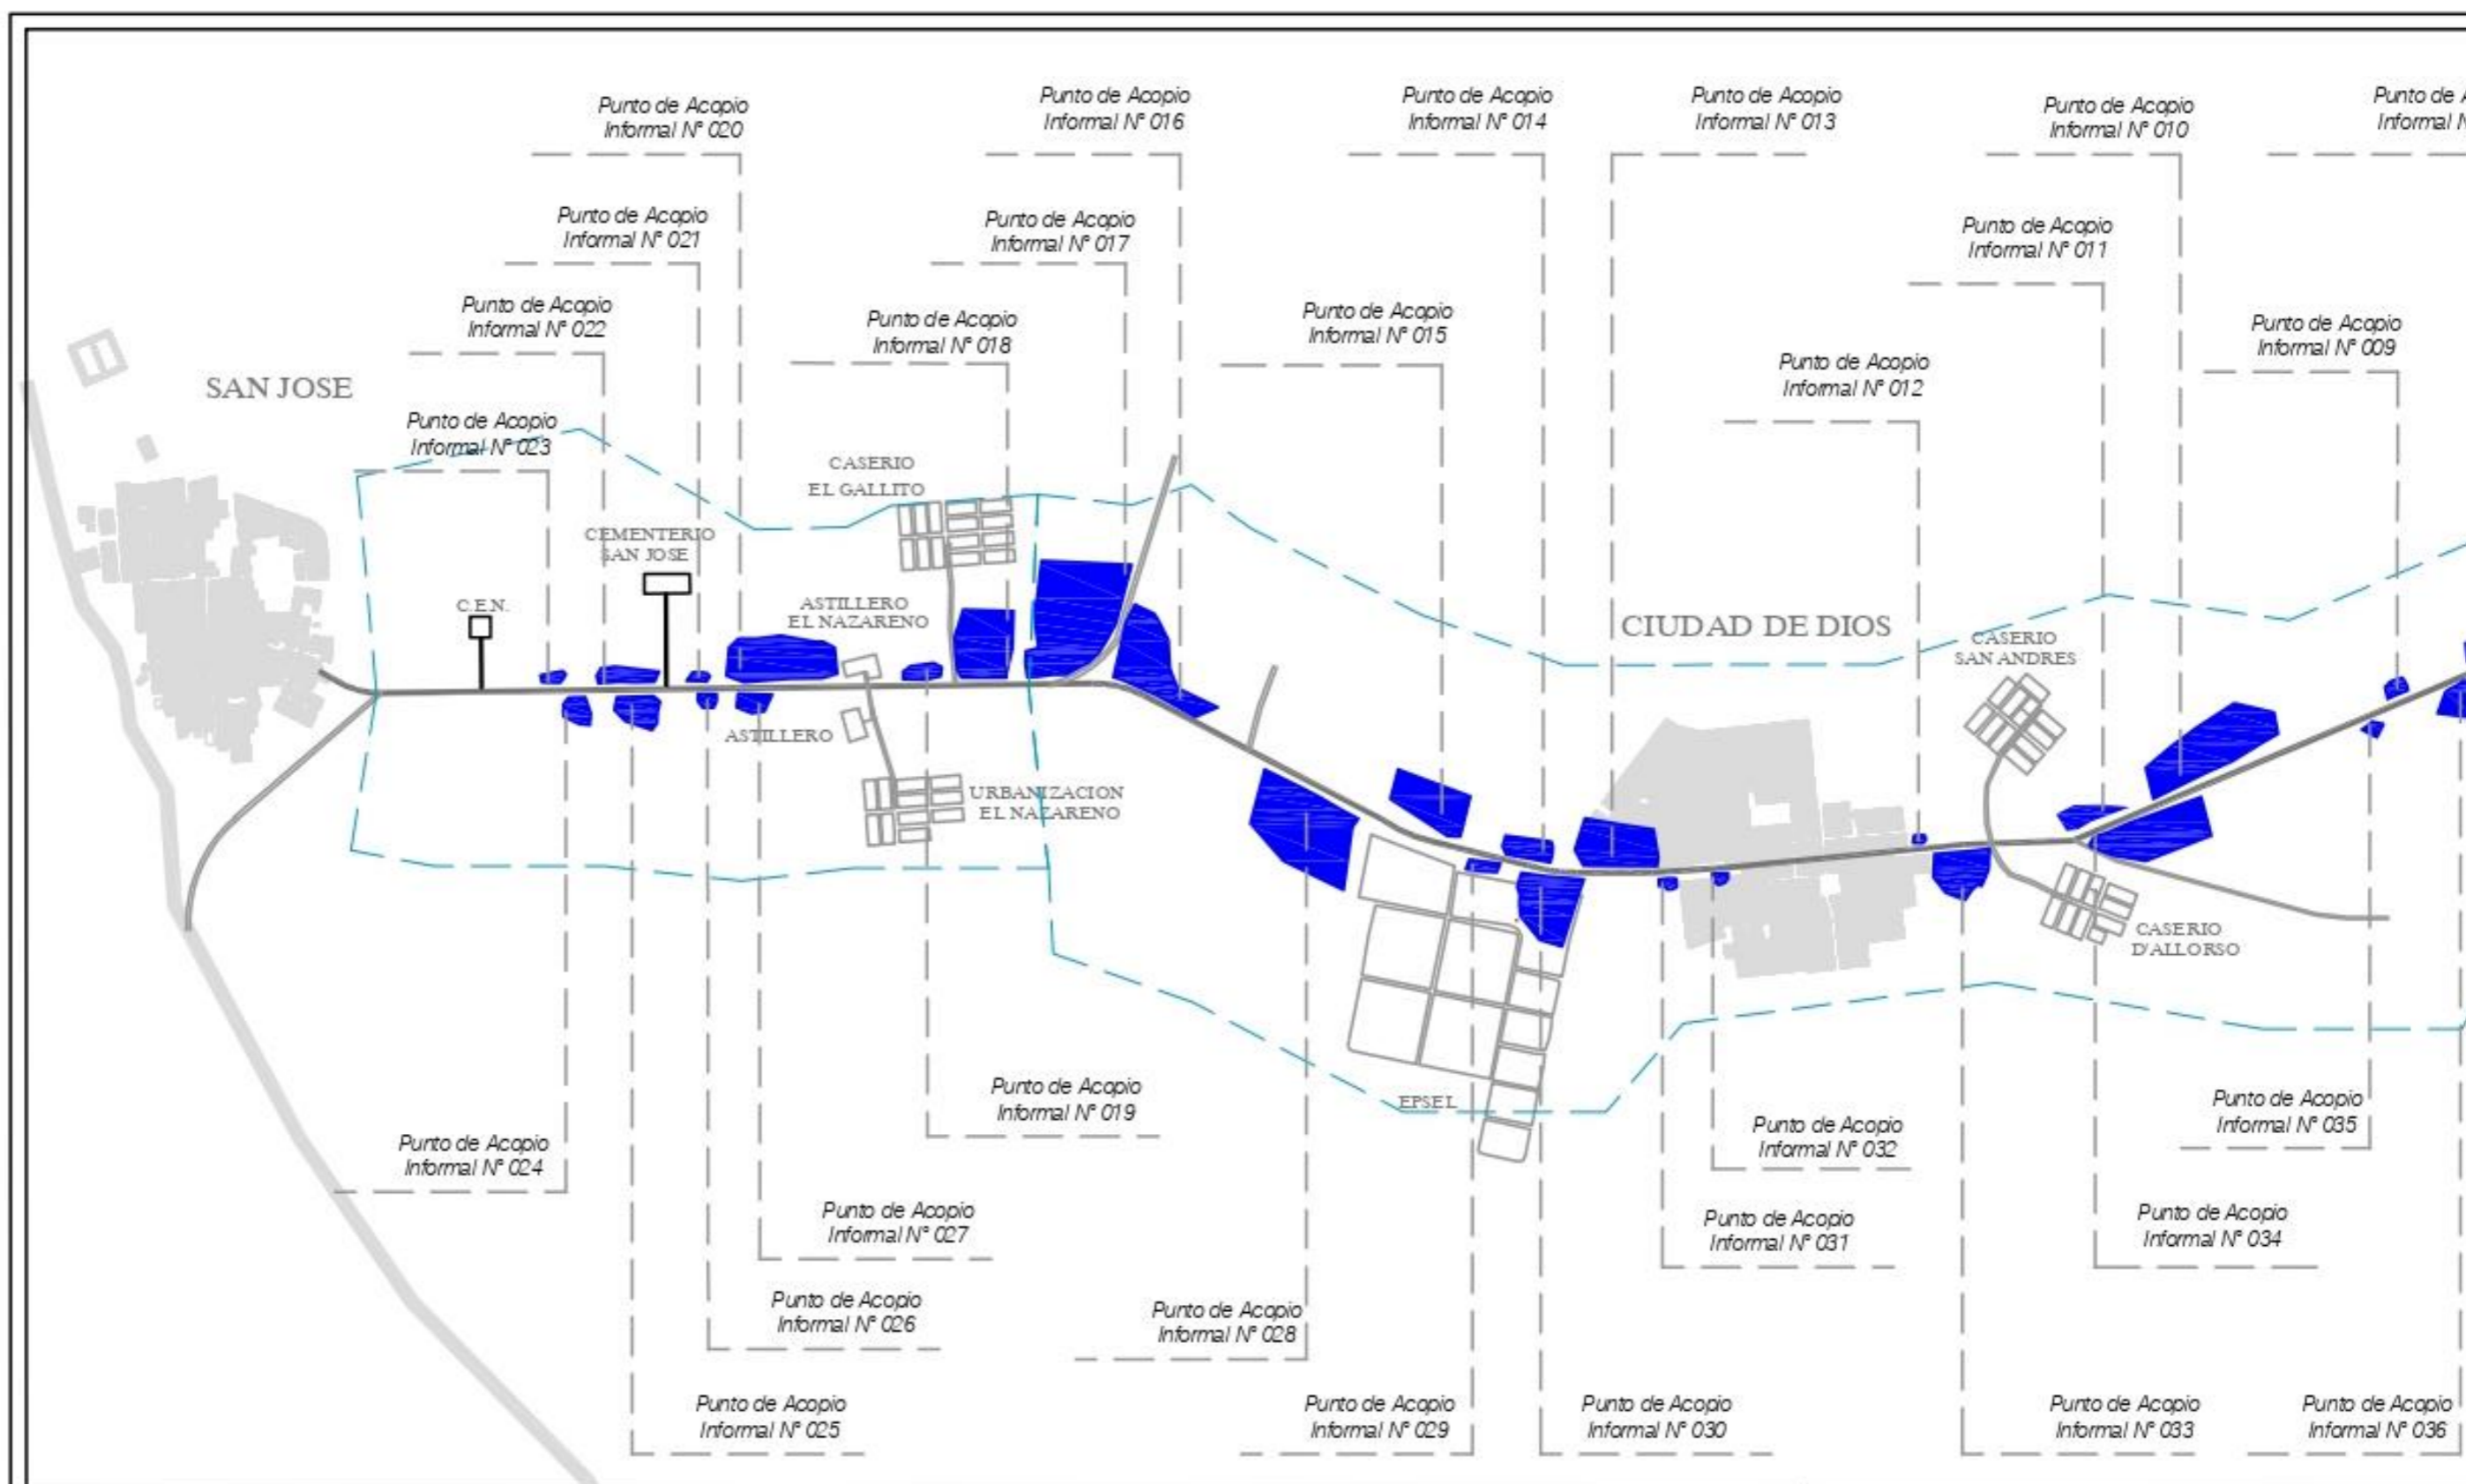 Punto de Acopio
Informal N° 020
Punto de Acopio
Informal N° 016
Punto de Acopio
Informal N° 014
Punto de Acopio
Informal N° 013
Punto de Acopio
Informal N° 010
Punto de
Informal
Punto de Acopio
Informal N° 021
Punto de Acopio
Informal N° 017
Punto de Acopio
Informal N° 011
Punto de Acopio
Informal N° 022
Punto de Acopio
Informal N° 018
Punto de Acopio
Informal N° 015
Punto de Acopio
Informal N° 009
Punto de Acopio
Informal N° 012
SAN JOSE
Punto de Acopio
Informal N° 023
CASERIO
EL GALLITO
CEMENTERIO
SAN JOSE
C.E.N.
ASTILLERO
EL NAZARENO
CIUDAD DE DIOS
CASERIO
SAN ANDRES
ASTILLERO
URBANIZACION
EL NAZARENO
CASERIO
D'ALLORSO
EPSEL
Punto de Acopio
Informal N° 019
Punto de Acopio
Informal N° 035
Punto de Acopio
Informal N° 032
Punto de Acopio
Informal N° 024
Punto de Acopio
Informal N° 027
Punto de Acopio
Informal N° 031
Punto de Acopio
Informal N° 034
Punto de Acopio
Informal N° 026
Punto de Acopio
Informal N° 028
Punto de Acopio
Informal N° 025
Punto de Acopio
Informal N° 029
Punto de Acopio
Informal N° 030
Punto de Acopio
Informal N° 033
Punto de Acopio
Informal N° 036